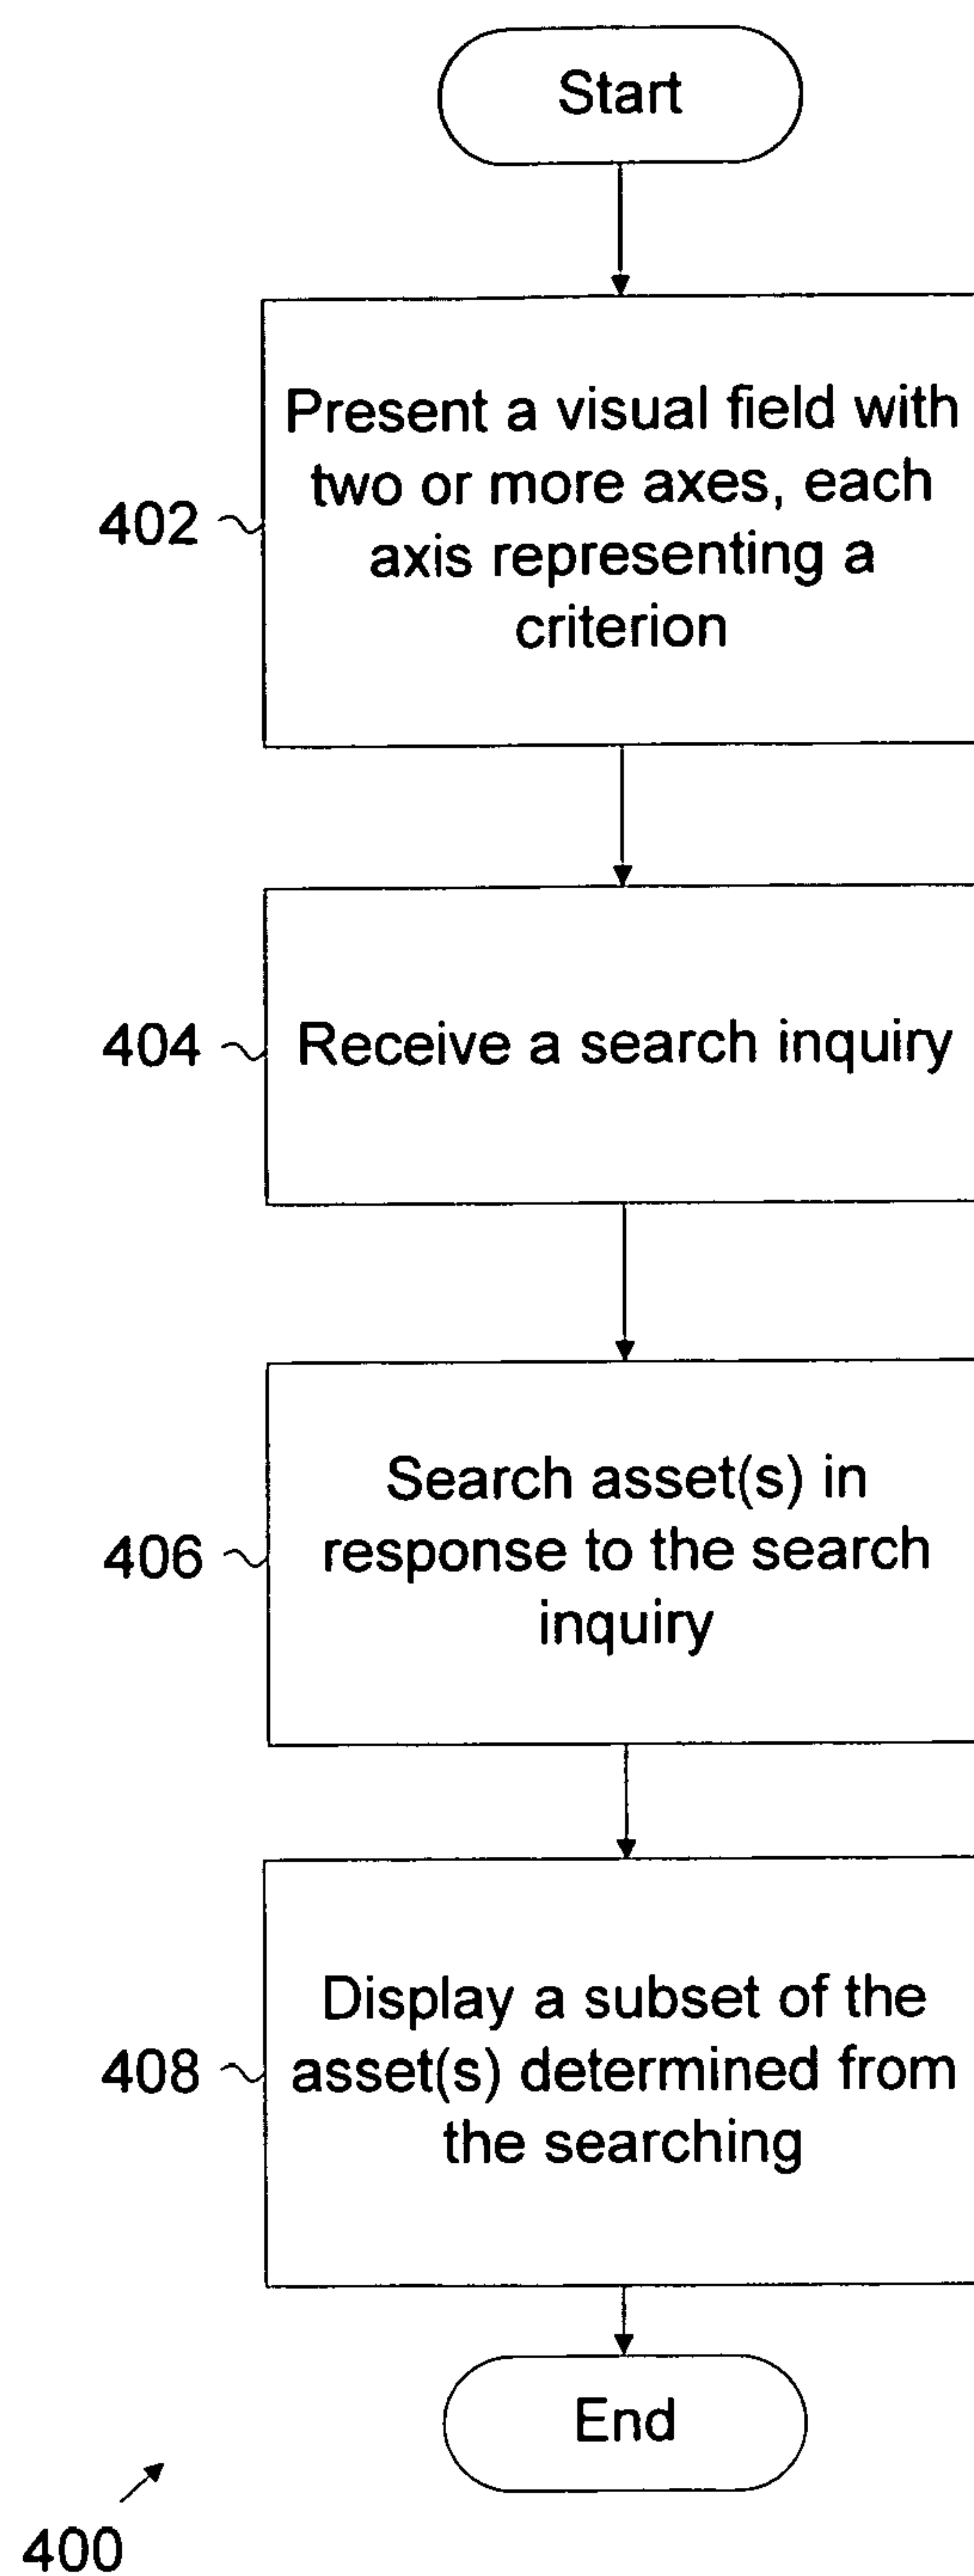 Start
Present a visual field with
two or more axes, each
axis representing a
criterion
402
Receive a search inquiry
404
Search asset(s) in
response to the search
inquiry
406
Display a subset of the
asset(s) determined from
the searching
408
End
400